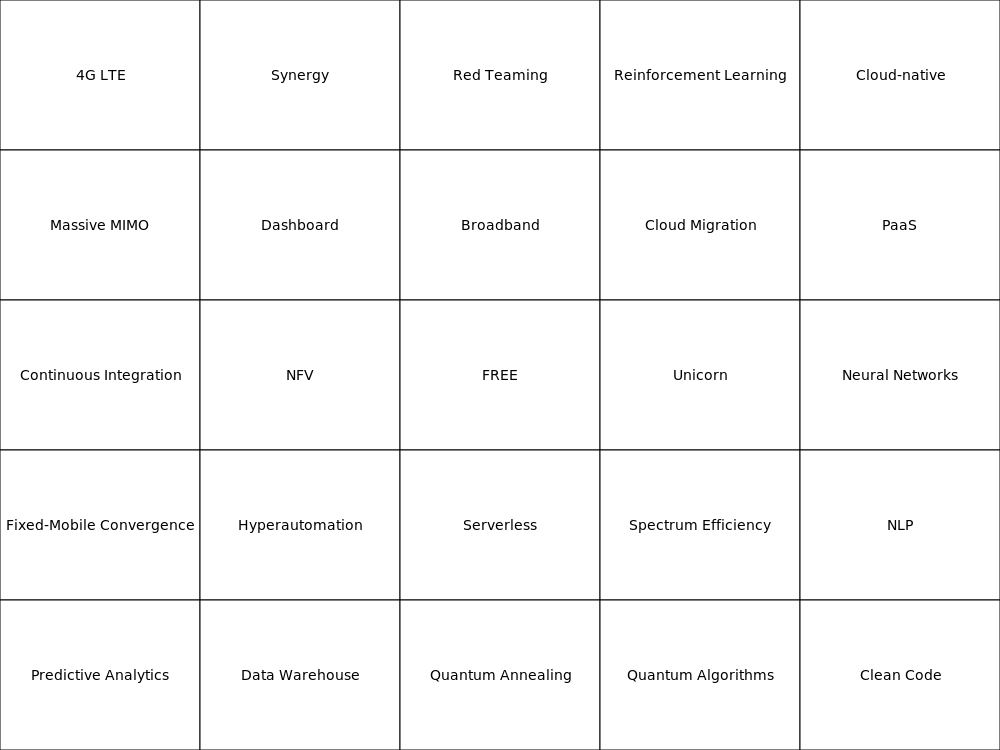 4G LTE
Synergy
Red Teaming
Reinforcement Learning
Cloud-native
Massive MIMO
Dashboard
Broadband
Cloud Migration
PaaS
Continuous Integration
NFV
FREE
Unicorn
Neural Networks
Fixed-Mobile Convergence
Hyperautomation
Serverless
Spectrum Efficiency
NLP
Predictive Analytics
Data Warehouse
Quantum Annealing
Quantum Algorithms
Clean Code